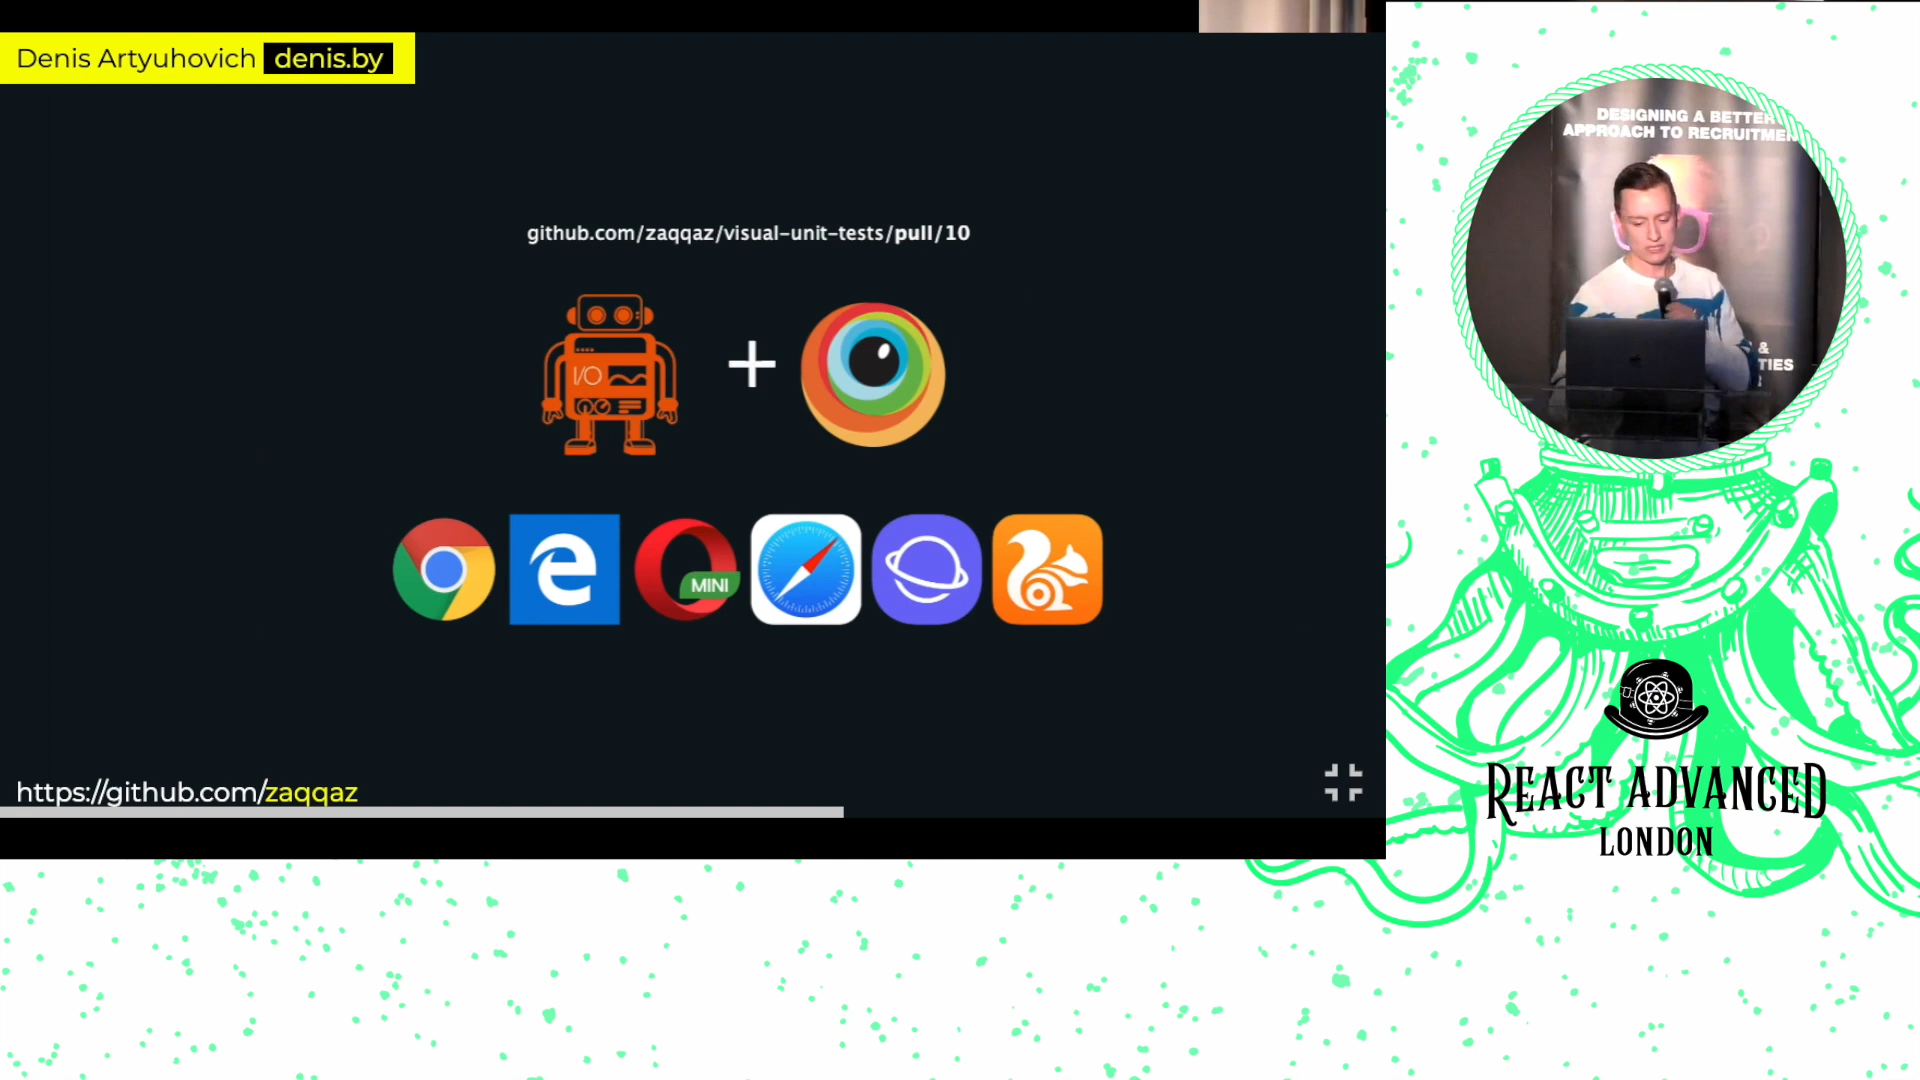 Denis Artyuhovich denis.by
github.com/zaqqaz/visual-unit-tests/pull/10
I/O
MINI
https://github.com/zaqqaz
DESIGNING A BETTER
APPROACH TO RECRUITMEN
&
TIES
REACT ADVANCED
LONDON